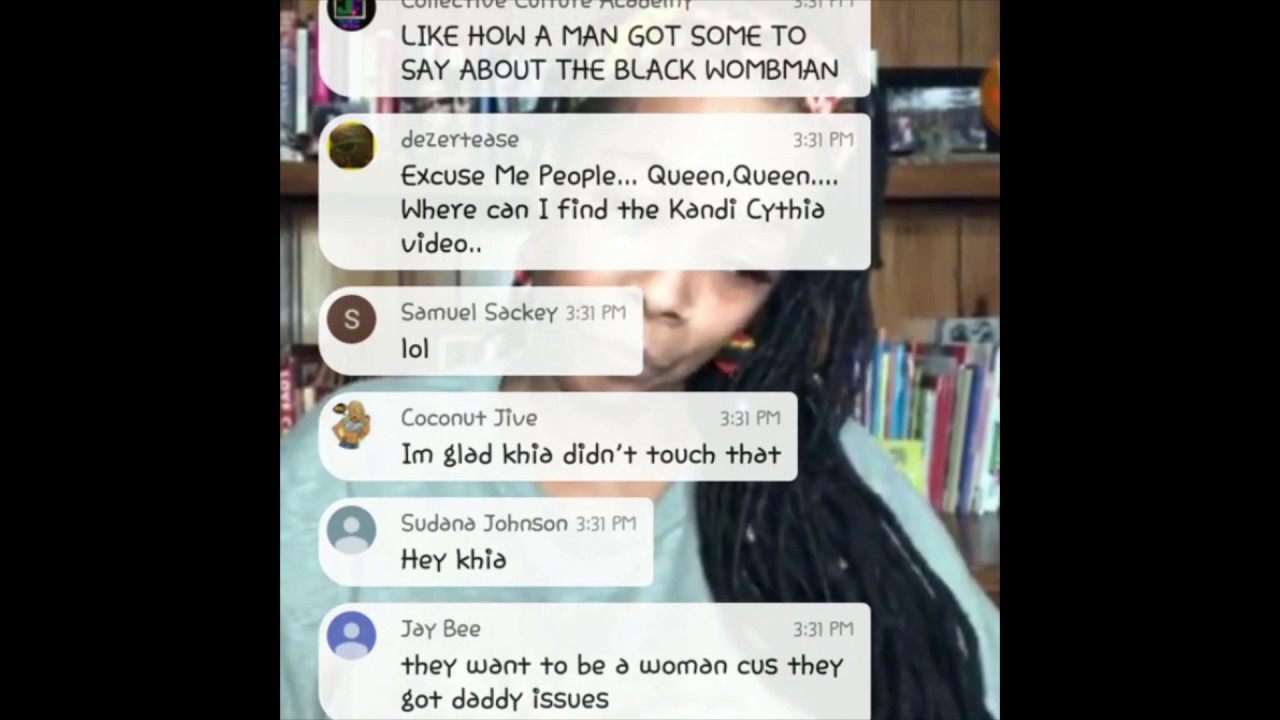 Collective Culture Academy 3:31 PM
LIKE HOW A MAN GOT SOME TO
SAY ABOUT THE BLACK WOMBMAN
dezertease 3:31 PM
Excuse Me People... Queen,Queen....
Where can I find the Kandi Cythia
video..
S
Samuel Sackey 3:31 PM
lol
Coconut Jive 3:31 PM
Im glad khia didn't touch that
Sudana Johnson 3:31 PM
Hey khia
Jay Bee 3:31 PM
they want to be a woman cus they
got daddy issues